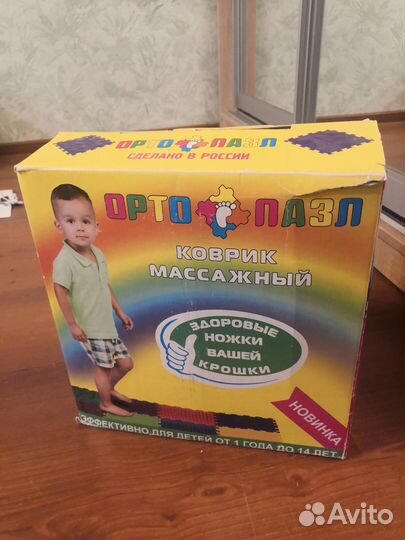 ОРТО ПАЗЛ
СДЕЛАНО В РОССИИ
ОРТО ПАЗЛ
КОВРИК
МАССАЖНЫЙ
ЗДОРОВЫЕ
НОЖКИ
ВАШЕЙ
КРОШКИ
НОВИНКА
ЭФФЕКТИВНО ДЛЯ ДЕТЕЙ ОТ 1 ГОДА ДО 14 ЛЕТ
Avito